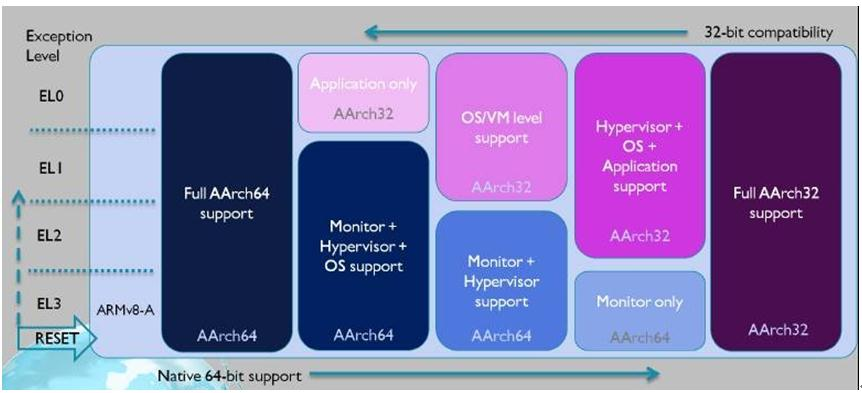 Exception
Level
32-bit compatibility
EL0
EL1
EL2
EL3
RESET
ARMv8-A
Full AArch64
support
AArch64
Application only
AArch32
Monitor +
Hypervisor +
OS support
AArch64
OS/VM level
support
AArch32
Monitor +
Hypervisor
support
AArch64
Hypervisor +
OS +
Application
support
AArch32
Monitor only
AArch64
Full AArch32
support
AArch32
Native 64-bit support